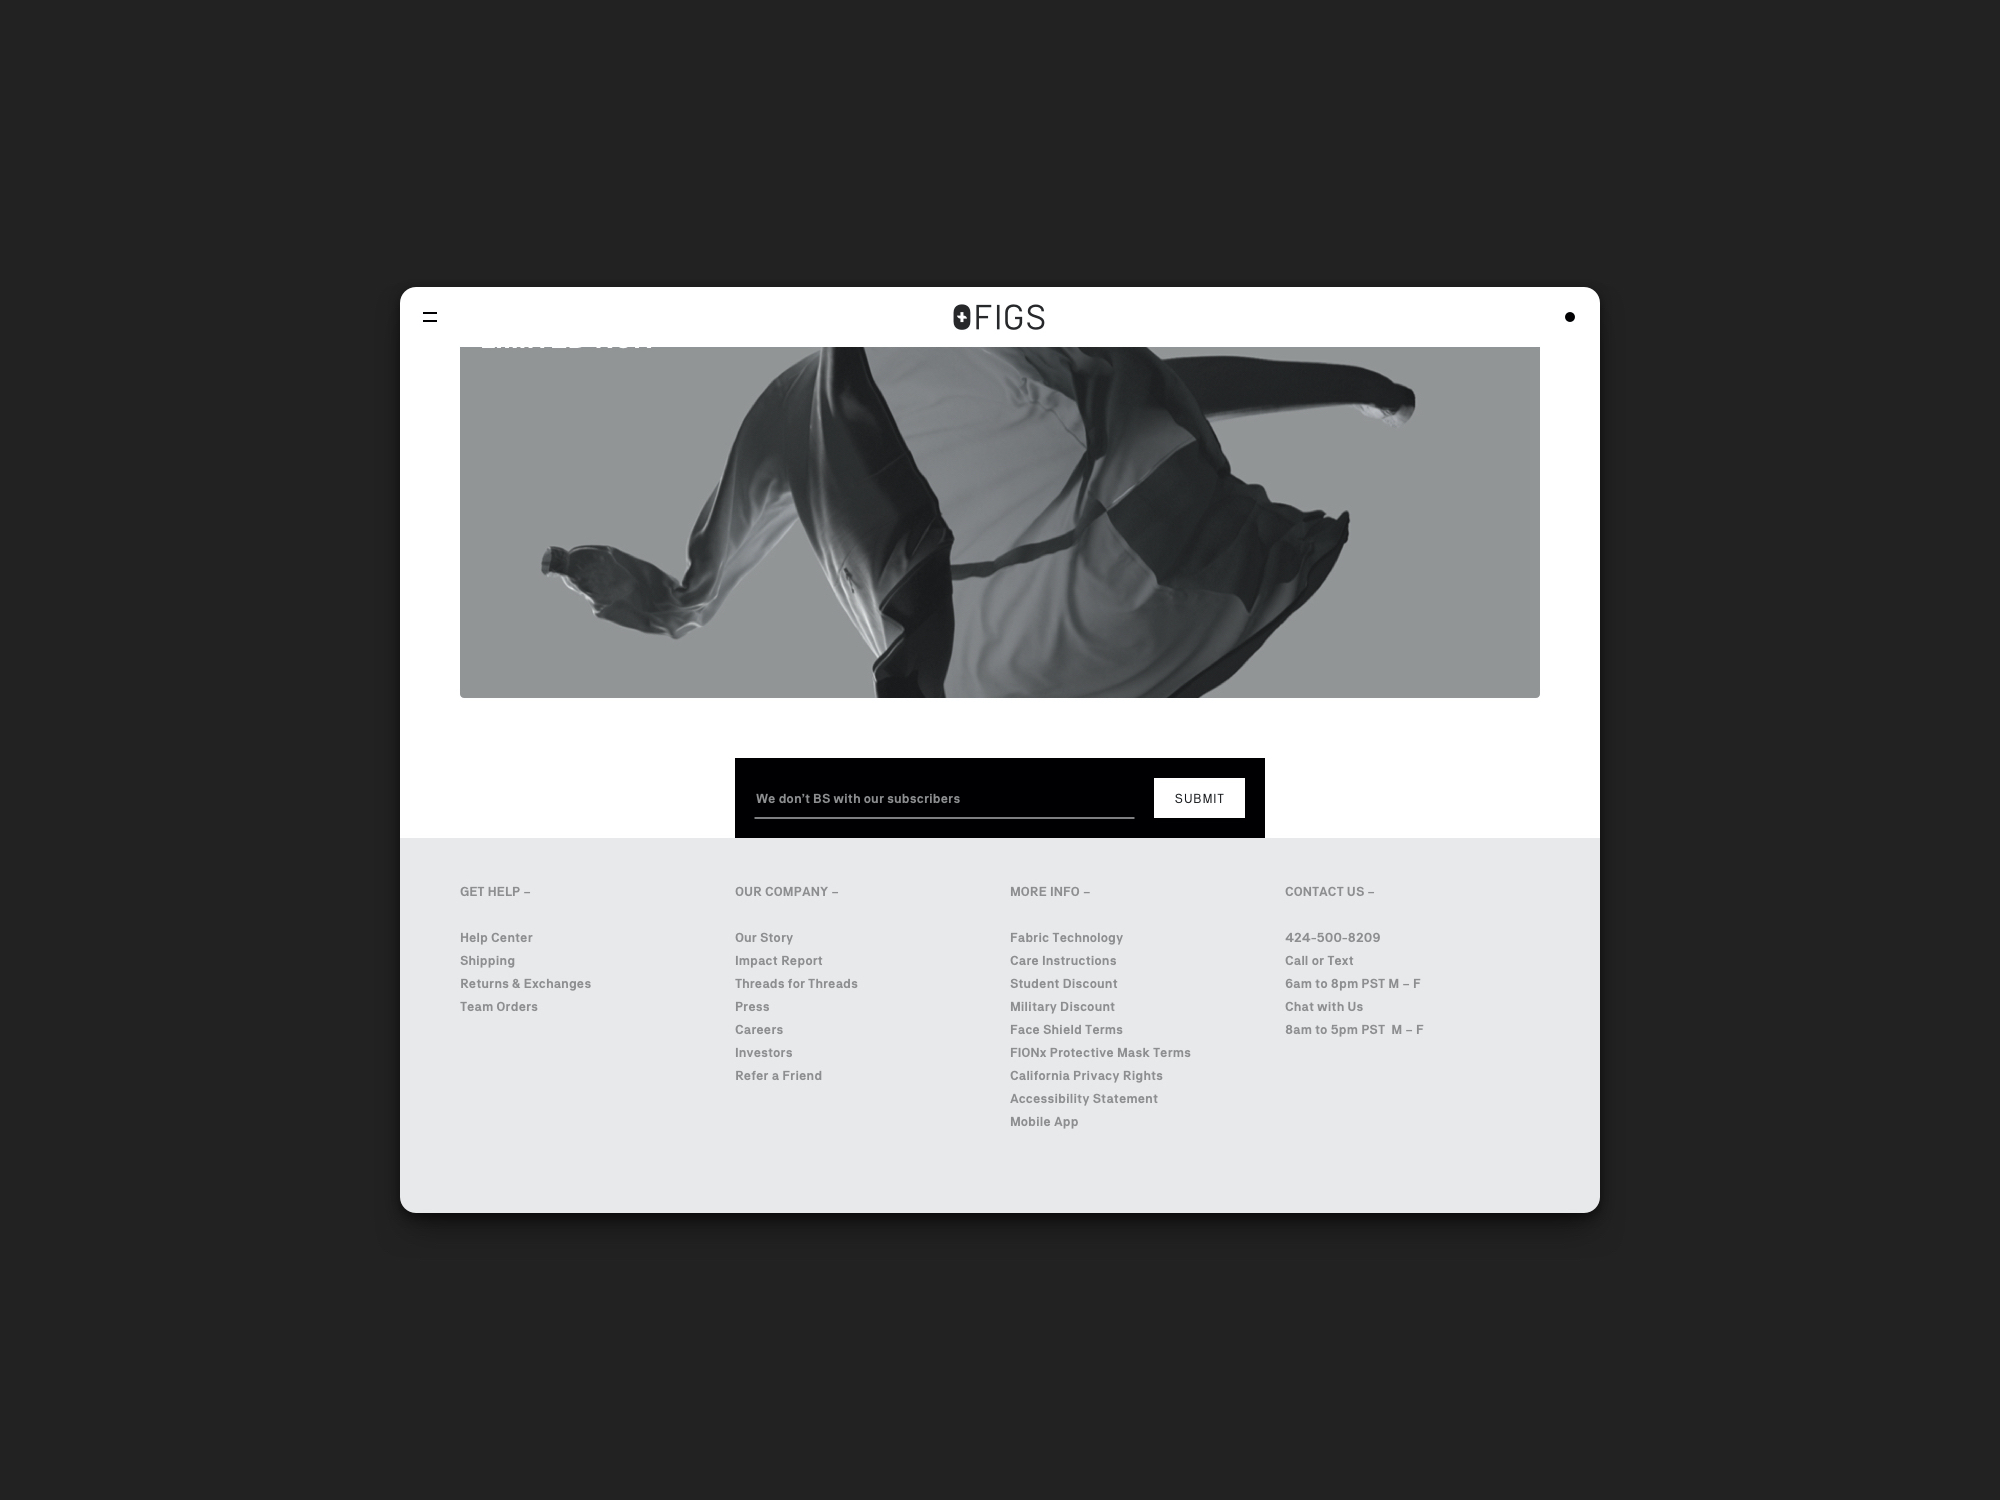 FIGS
We don't BS with our subscribers
SUBMIT
GET HELP –
Help Center
Shipping
Returns & Exchanges
Team Orders
OUR COMPANY –
Our Story
Impact Report
Threads for Threads
Press
Careers
Investors
Refer a Friend
MORE INFO –
Fabric Technology
Care Instructions
Student Discount
Military Discount
Face Shield Terms
FIONx Protective Mask Terms
California Privacy Rights
Accessibility Statement
Mobile App
CONTACT US –
424-500-8209
Call or Text
6am to 8pm PST M – F
Chat with Us
8am to 5pm PST  M – F